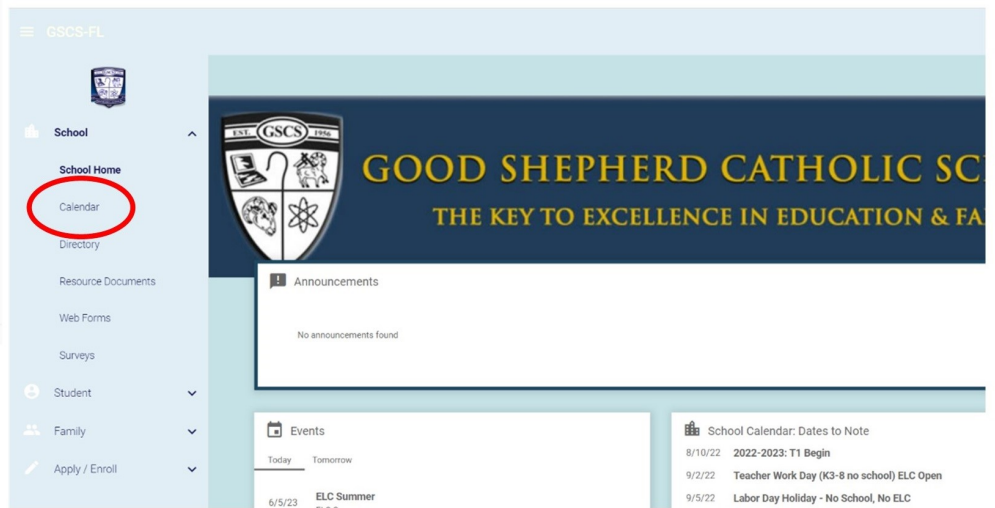 GSCS-FL
School
School Home
Calendar
Directory
Resource Documents
Web Forms
Surveys
Student
Family
Apply / Enroll
EST. GSCS 1956
GOOD SHEPHERD CATHOLIC SC
THE KEY TO EXCELLENCE IN EDUCATION & FA
Announcements
No announcements found
Events
Today Tomorrow
6/5/23 ELC Summer
School Calendar: Dates to Note
8/10/22 2022-2023: T1 Begin
9/2/22 Teacher Work Day (K3-8 no school) ELC Open
9/5/22 Labor Day Holiday - No School, No ELC